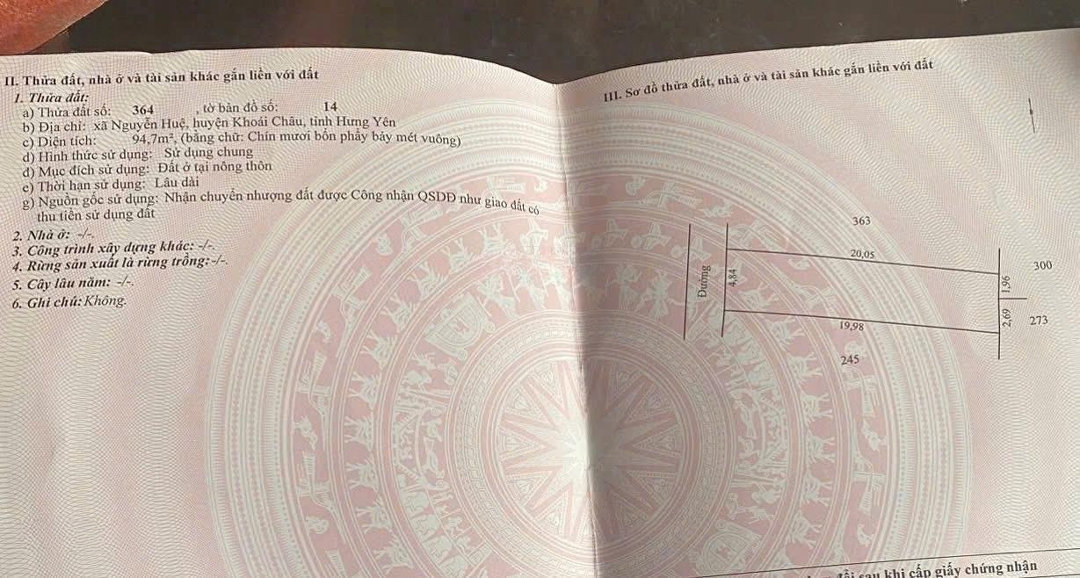 II. Thửa đất, nhà ở và tài sản khác gắn liền với đất
1. Thửa đất:
a) Thửa đất số: 364 , tờ bản đồ số: 14
b) Địa chỉ: xã Nguyễn Huệ, huyện Khoái Châu, tỉnh Hưng Yên
c) Diện tích: 94,7m², (bằng chữ: Chín mươi bốn phẩy bảy mét vuông)
d) Hình thức sử dụng: Sử dụng chung
đ) Mục đích sử dụng: Đất ở tại nông thôn
e) Thời hạn sử dụng: Lâu dài
g) Nguồn gốc sử dụng: Nhận chuyển nhượng đất được Công nhận QSDĐ như giao đất có
thu tiền sử dụng đất
2. Nhà ở: -/-.
3. Công trình xây dựng khác: -/-.
4. Rừng sản xuất là rừng trồng:-/-.
5. Cây lâu năm: -/-.
6. Ghi chú: Không.
III. Sơ đồ thửa đất, nhà ở và tài sản khác gắn liền với đất
363
20,05
300
Đường
4,84
1,96
2,69
273
19,98
245
sau khi cấp giấy chứng nhận